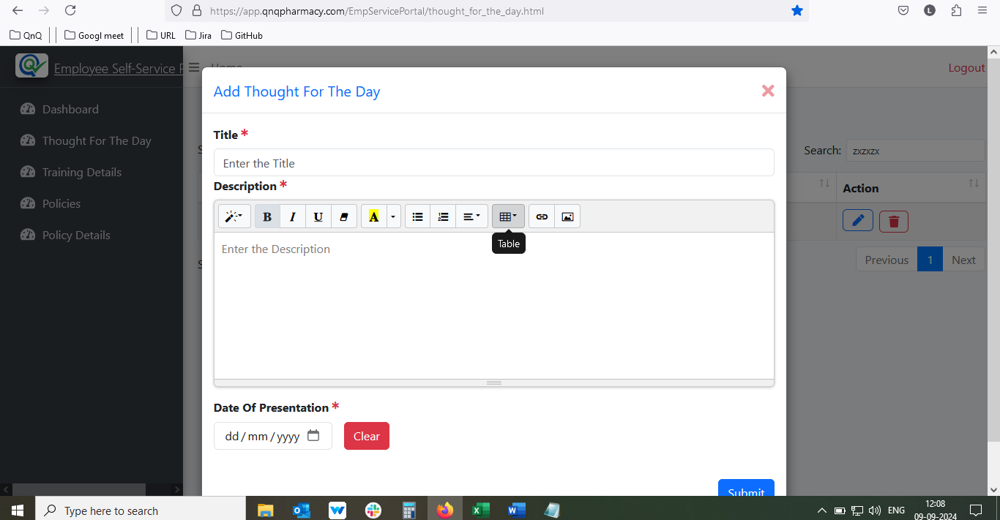 https://app.qnqpharmacy.com/EmpServicePortal/thought_for_the_day.html
L
QnQ
Googl meet
URL
Jira
GitHub
Employee Self-Service
Home
Logout
Dashboard
Thought For The Day
Training Details
Policies
Policy Details
Add Thought For The Day
Title *
Enter the Title
Description *
B I U A
Table
Enter the Description
Date Of Presentation *
dd / mm / yyyy
Clear
Submit
Search: zxzxzx
Action
Previous 1 Next
Type here to search
ENG
12:08
09-09-2024